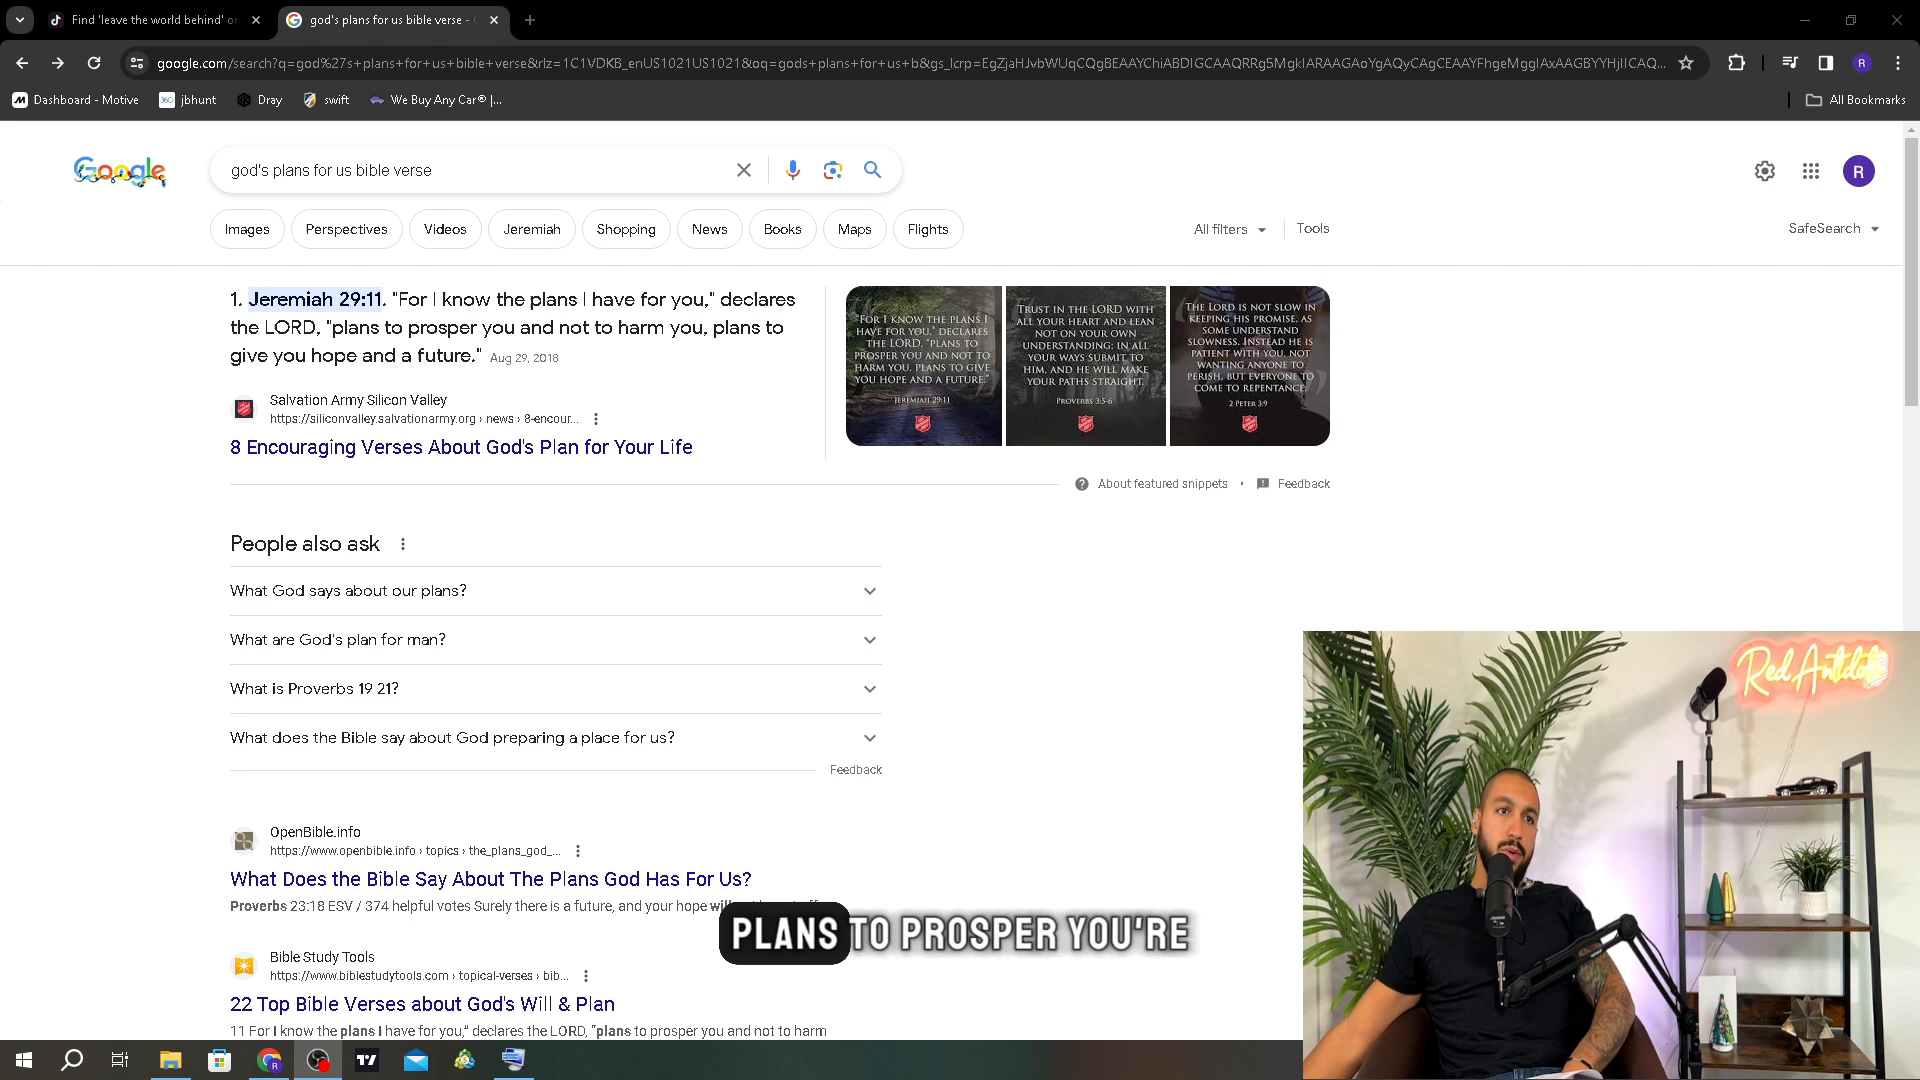 Find 'leave the world behind' or
god's plans for us bible verse -
google.com/search?q=god%27s+plans+for+us+bible+verse&rlz=1C1VDKB_enUS1021US1021&oq=gods+plans+for+us+b&gs_lcrp=
Dashboard - Motive
jbhunt
Dray
swift
We Buy Any Car® |...
All Bookmarks
Google
god's plans for us bible verse
R
Images
Perspectives
Videos
Jeremiah
Shopping
News
Books
Maps
Flights
All filters
Tools
SafeSearch
1. Jeremiah 29:11. "For I know the plans I have for you," declares
the LORD, "plans to prosper you and not to harm you, plans to
give you hope and a future." Aug 29, 2018
Salvation Army Silicon Valley
https://siliconvalley.salvationarmy.org › news › 8-encour...
8 Encouraging Verses About God's Plan for Your Life
"FOR I KNOW THE PLANS I
HAVE FOR YOU," DECLARES
THE LORD, "PLANS TO
PROSPER YOU AND NOT TO
HARM YOU, PLANS TO GIVE
YOU HOPE AND A FUTURE."
JEREMIAH 29:11
TRUST IN THE LORD WITH
ALL YOUR HEART AND LEAN
NOT ON YOUR OWN
UNDERSTANDING; IN ALL
YOUR WAYS SUBMIT TO
HIM, AND HE WILL MAKE
YOUR PATHS STRAIGHT.
PROVERBS 3:5-6
THE LORD IS NOT SLOW IN
KEEPING HIS PROMISE, AS
SOME UNDERSTAND
SLOWNESS. INSTEAD HE IS
PATIENT WITH YOU, NOT
WANTING ANYONE TO
PERISH, BUT EVERYONE TO
COME TO REPENTANCE.
2 PETER 3:9
About featured snippets
Feedback
People also ask
What God says about our plans?
What are God's plan for man?
What is Proverbs 19 21?
What does the Bible say about God preparing a place for us?
Feedback
OpenBible.info
https://www.openbible.info › topics › the_plans_god_...
What Does the Bible Say About The Plans God Has For Us?
Proverbs 23:18 ESV / 374 helpful votes Surely there is a future, and your hope will
PLANS TO PROSPER YOU'RE
Bible Study Tools
https://www.biblestudytools.com › topical-verses › bib...
22 Top Bible Verses about God's Will & Plan
11 For I know the plans I have for you," declares the LORD, "plans to prosper you and not to harm
Red